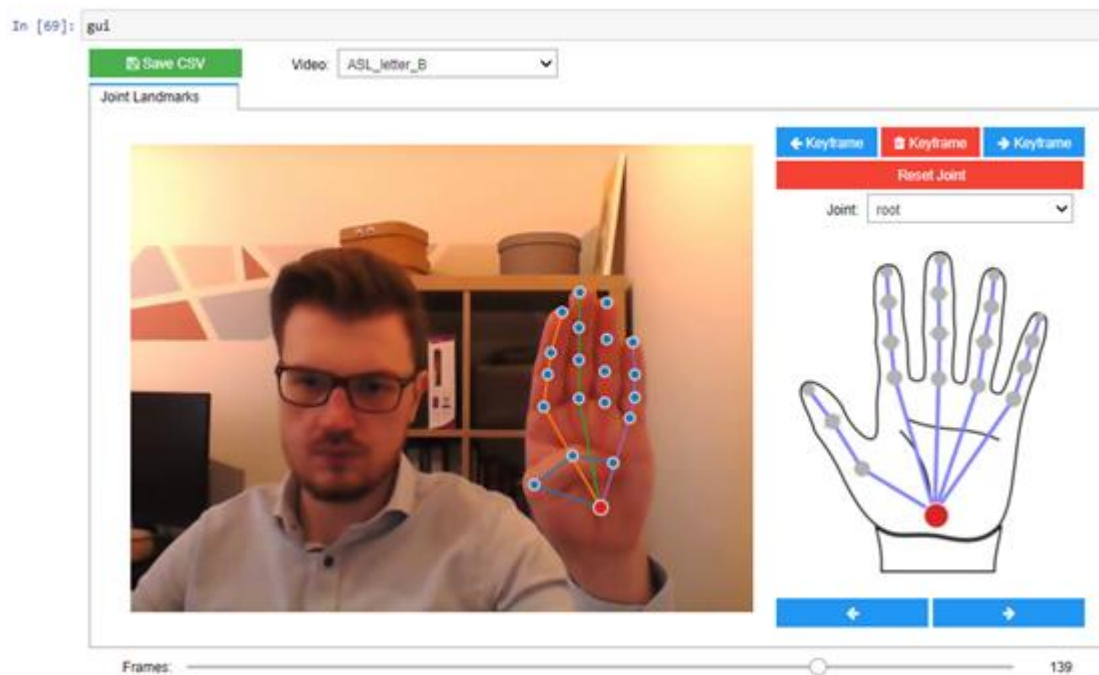 In [69]: gui
Save CSV Video: ASL_letter_B
Joint Landmarks
Keyframe Keyframe Keyframe
Reset Joint
Joint: root
Frames: 139